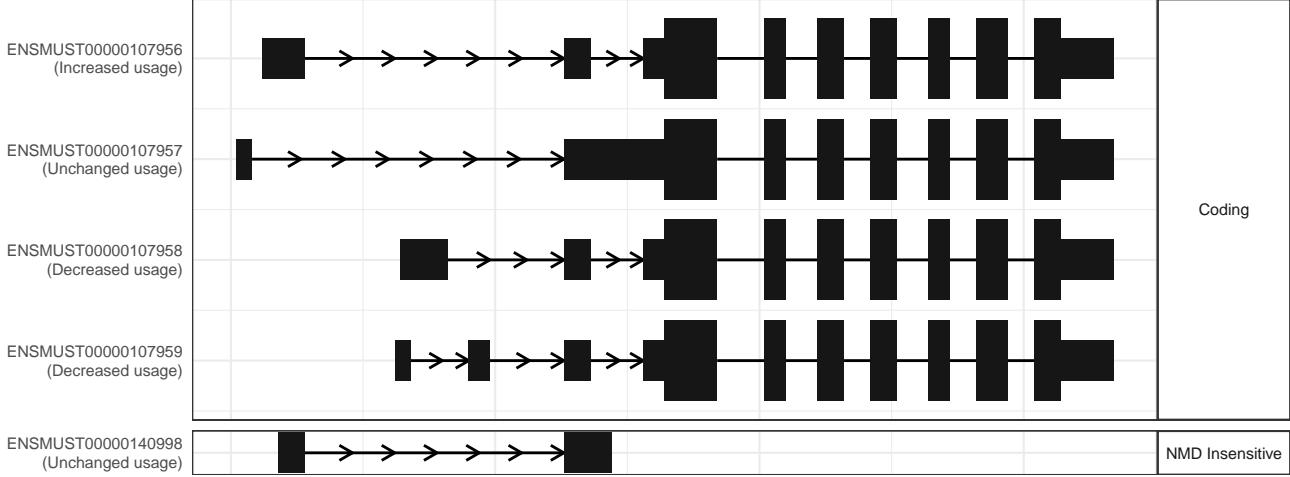 ENSMUST00000107956
(Increased usage)
ENSMUST00000107957
(Unchanged usage)
ENSMUST00000107958
(Decreased usage)
ENSMUST00000107959
(Decreased usage)
Coding
ENSMUST00000140998
(Unchanged usage)
NMD Insensitive